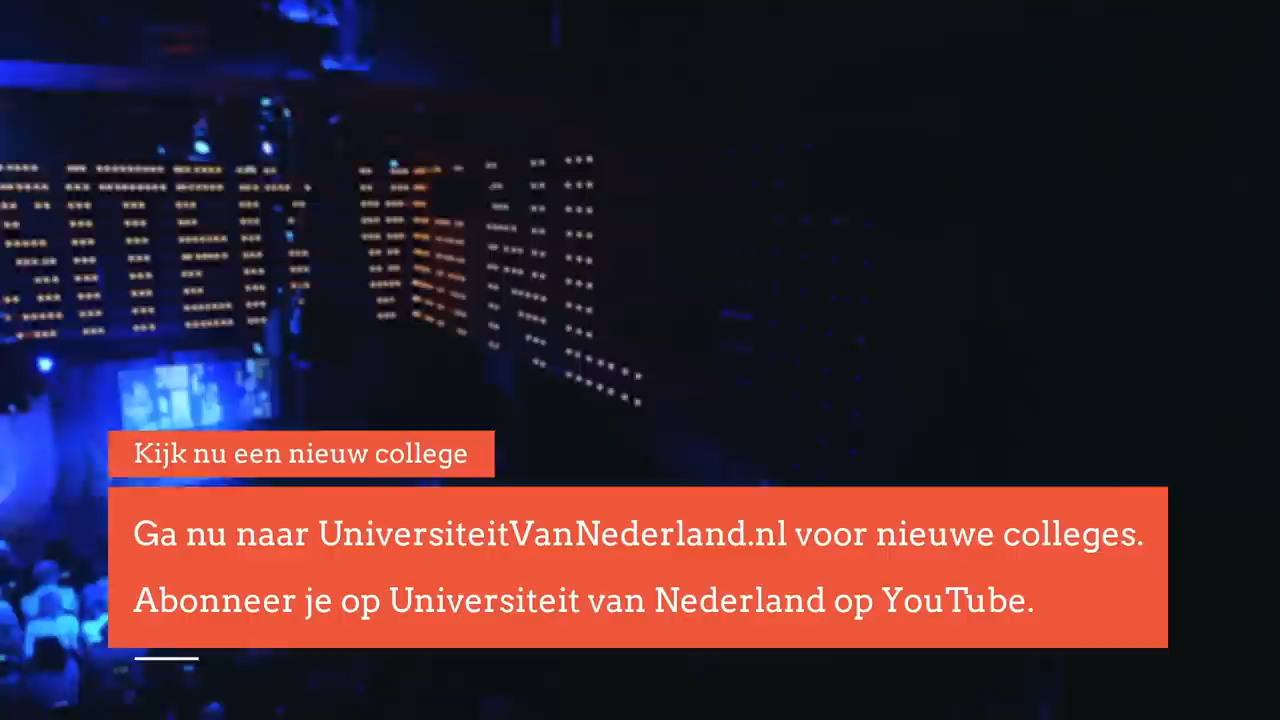 Kijk nu een nieuw college
Ga nu naar UniversiteitVanNederland.nl voor nieuwe colleges.
Abonneer je op Universiteit van Nederland op YouTube.